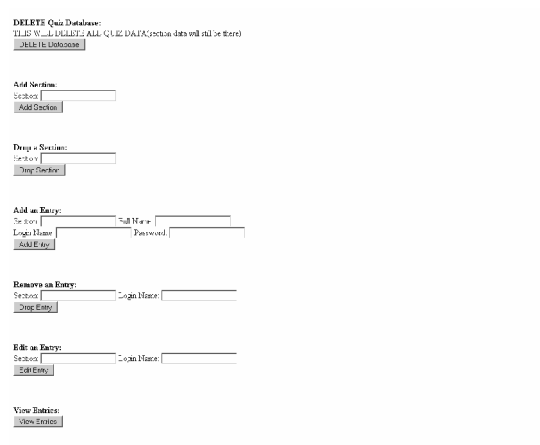 DELETE Quiz Database:
THIS WILL DELETE ALL QUIZ DATA(section data will still be there)
DELETE Database
Add Section:
Section:
Add Section
Drop a Section:
Section:
Drop Section
Add an Entry:
Section: Full Name:
Login Name: Password:
Add Entry
Remove an Entry:
Section: Login Name:
Drop Entry
Edit an Entry:
Section: Login Name:
Edit Entry
View Entries:
View Entries